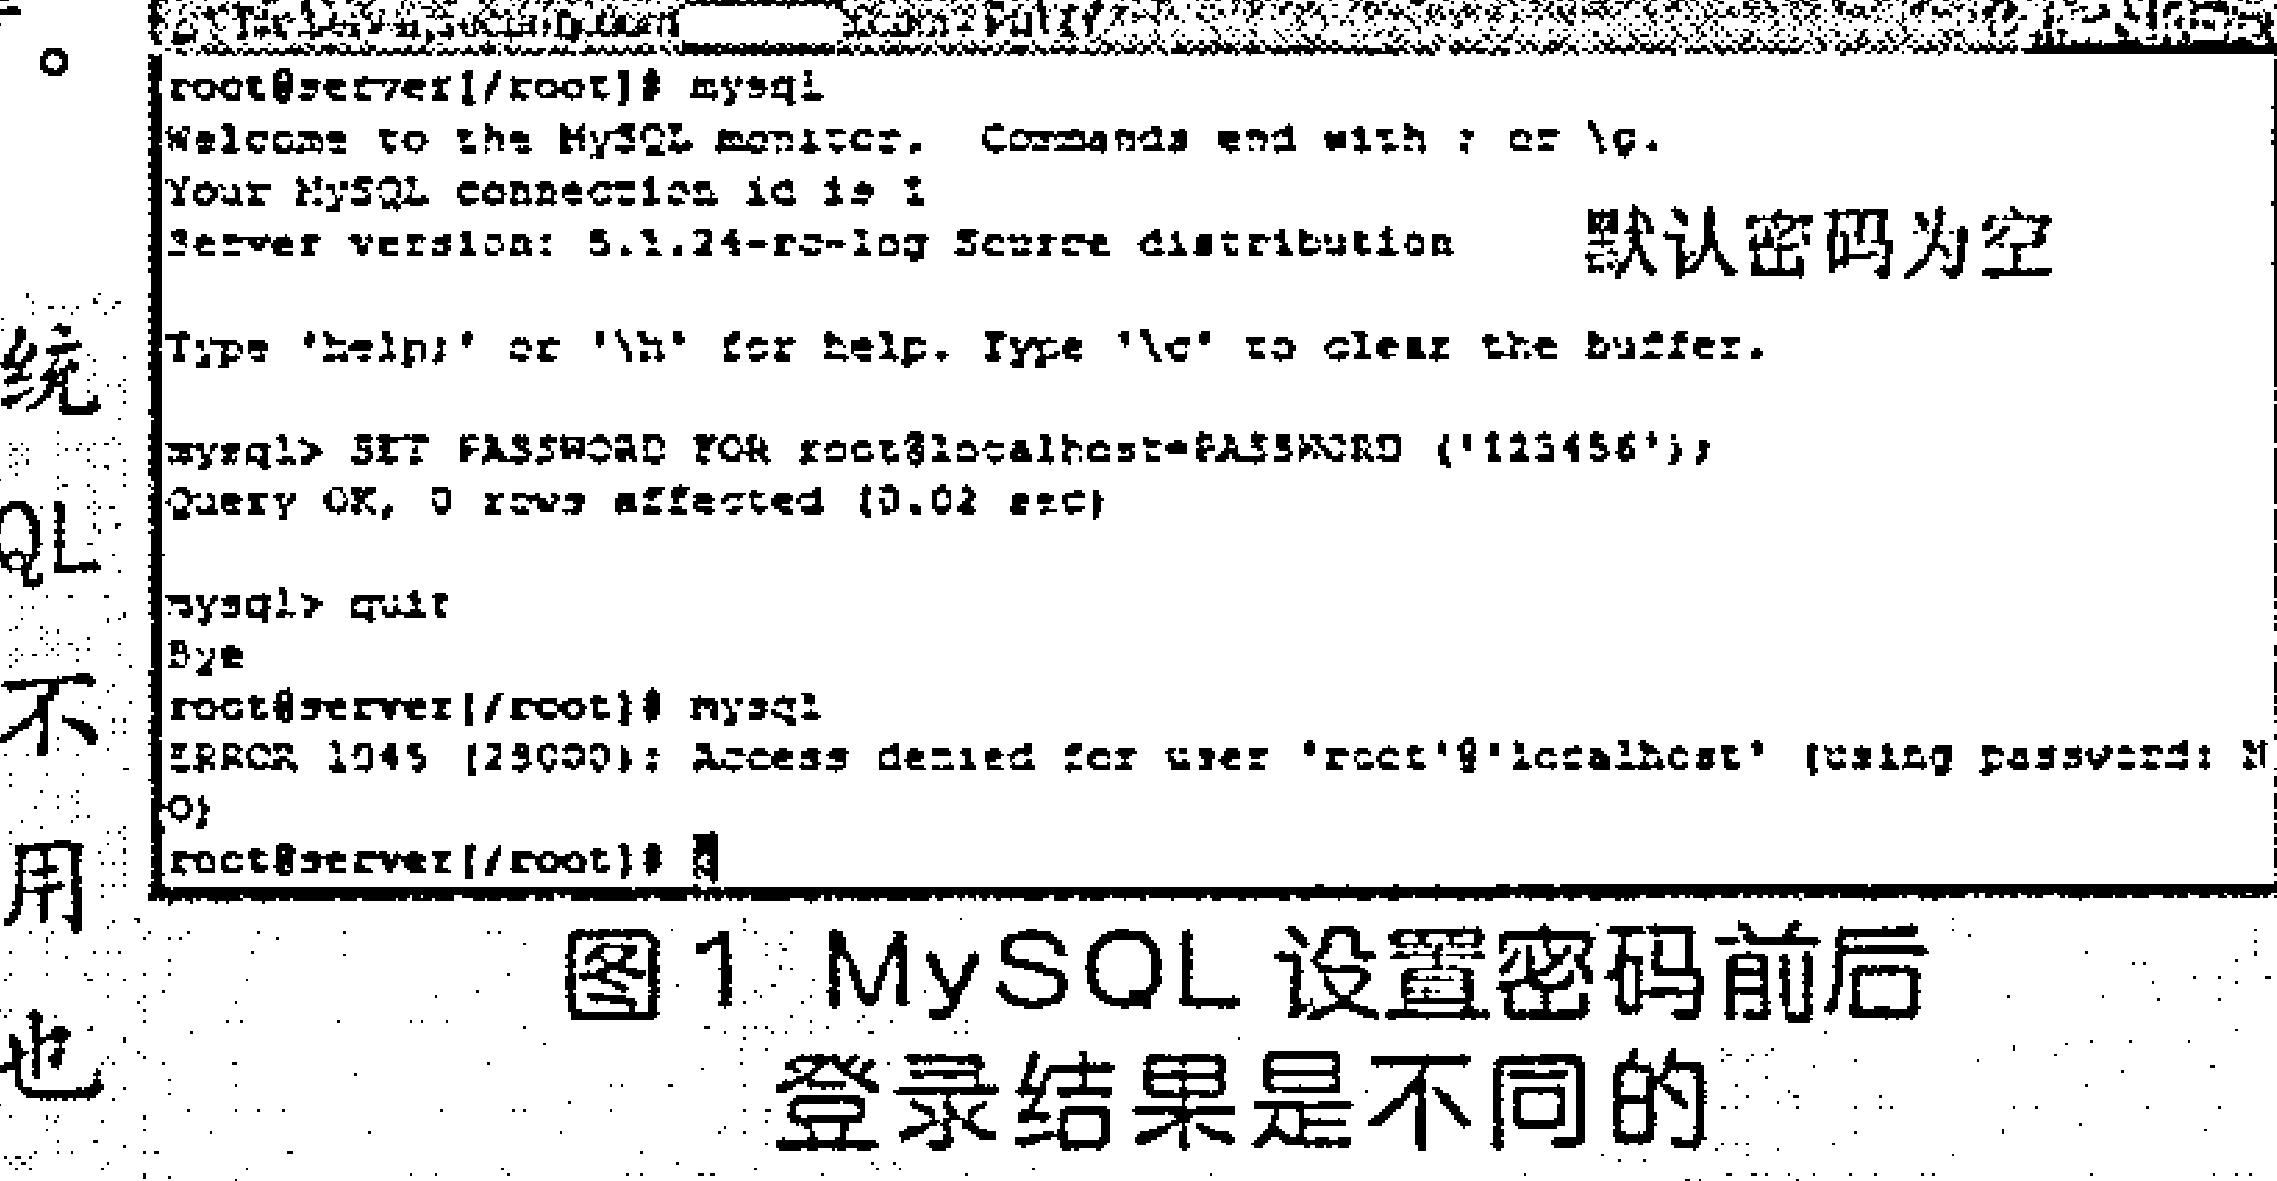 root@server[/root]# mysql
Welcome to the MySQL monitor.  Commands end with ; or \g.
Your MySQL connection id is 1
Server version: 5.1.24-rc-log Source distribution
默认密码为空
Type 'help;' or '\h' for help. Type '\c' to clear the buffer.
mysql> SET PASSWORD FOR root@localhost=PASSWORD ('123456');
Query OK, 0 rows affected (0.02 sec)
mysql> quit
Bye
root@server[/root]# mysql
ERROR 1045 (28000): Access denied for user 'root'@'localhost' (using password: N
O)
root@server[/root]#
图1 MySQL 设置密码前后
登录结果是不同的
。
统
QL
不
用
也